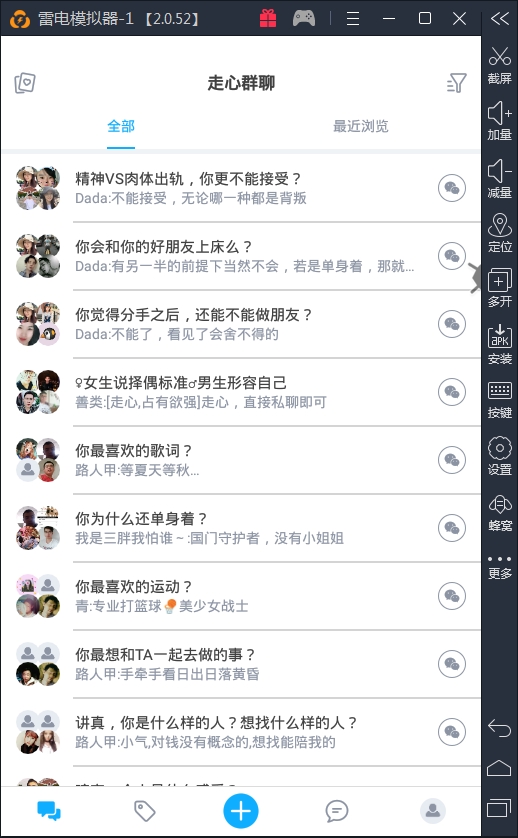 雷电模拟器-1 【2.0.52】
走心群聊
全部 最近浏览
精神VS肉体出轨，你更不能接受？
Dada:不能接受，无论哪一种都是背叛
你会和你的好朋友上床么？
Dada:有另一半的前提下当然不会，若是单身着，那就...
你觉得分手之后，还能不能做朋友？
Dada:不能了，看见了会舍不得的
♀女生说择偶标准♂男生形容自己
善类:[走心,占有欲强]走心，直接私聊即可
你最喜欢的歌词？
路人甲:等夏天等秋...
你为什么还单身着？
我是三胖我怕谁～:国门守护者，没有小姐姐
你最喜欢的运动？
青:专业打篮球🏀美少女战士
你最想和TA一起去做的事？
路人甲:手牵手看日出日落黄昏
讲真，你是什么样的人？想找什么样的人？
路人甲:小气,对钱没有概念的,想找能陪我的
截屏
加量
减量
定位
多开
APK
安装
按键
设置
蜂窝
更多